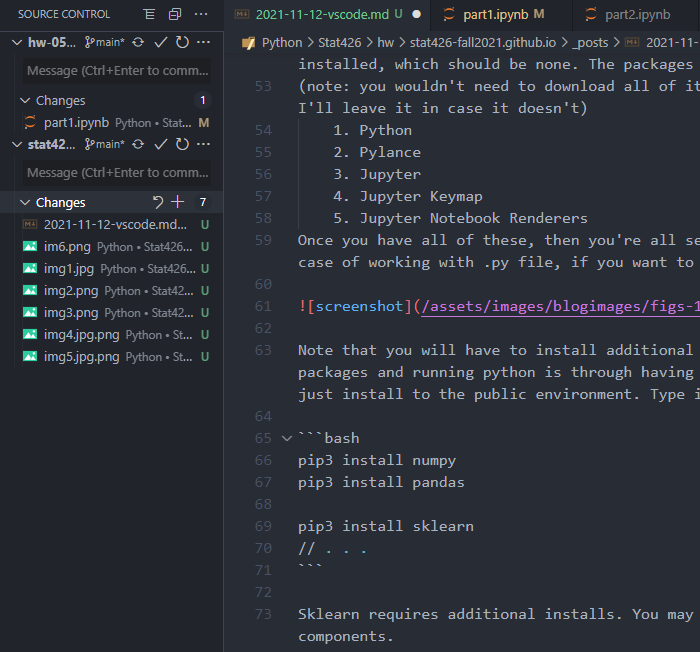 SOURCE CONTROL ...
hw-05... main* ...
Message (Ctrl+Enter to comm...
Changes 1
part1.ipynb Python • Stat... M
stat42... main* ...
Message (Ctrl+Enter to comm...
Changes 7
2021-11-12-vscode.md... U
im6.png Python • Stat426... U
img1.jpg Python • Stat426... U
img2.png Python • Stat42... U
img3.png Python • Stat42... U
img4.jpg.png Python • St... U
img5.jpg.png Python • St... U
2021-11-12-vscode.md U part1.ipynb M part2.ipynb
Python > Stat426 > hw > stat426-fall2021.github.io > _posts > 2021-11-
installed, which should be none. The packages
53 (note: you wouldn't need to download all of it
I'll leave it in case it doesn't)
54 1. Python
55 2. Pylance
56 3. Jupyter
57 4. Jupyter Keymap
58 5. Jupyter Notebook Renderers
59 Once you have all of these, then you're all se
case of working with .py file, if you want to
60
61 ![screenshot](/assets/images/blogimages/figs-1
62
63 Note that you will have to install additional
packages and running python is through having
just install to the public environment. Type i
64
65 ```bash
66 pip3 install numpy
67 pip3 install pandas
68
69 pip3 install sklearn
70 // . . .
71 ```
72
73 Sklearn requires additional installs. You may
components.